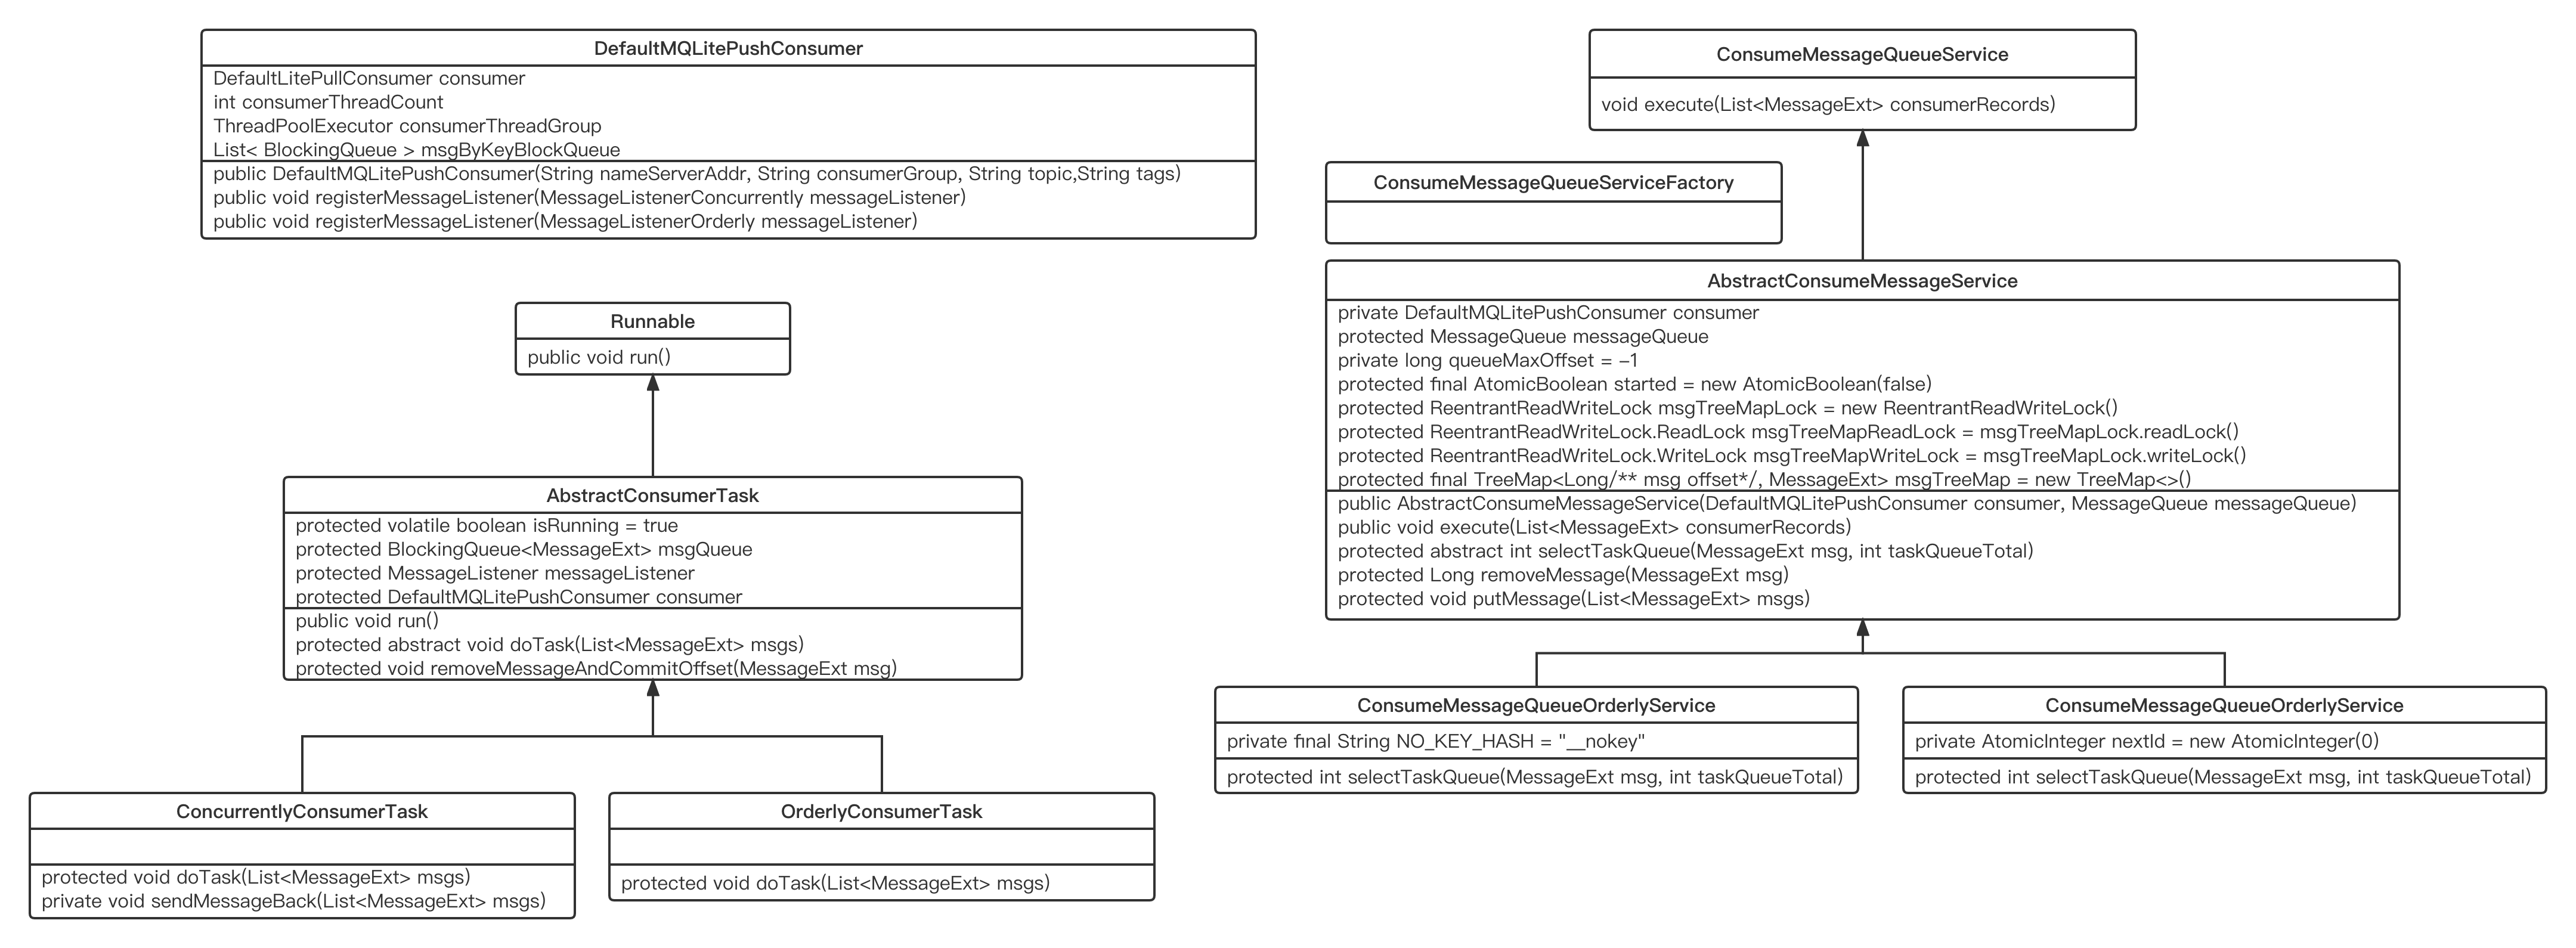 DefaultMQLitePushConsumer
DefaultLitePullConsumer consumer
int consumerThreadCount
ThreadPoolExecutor consumerThreadGroup
List< BlockingQueue > msgByKeyBlockQueue
public DefaultMQLitePushConsumer(String nameServerAddr, String consumerGroup, String topic,String tags)
public void registerMessageListener(MessageListenerConcurrently messageListener)
public void registerMessageListener(MessageListenerOrderly messageListener)
Runnable
public void run()
AbstractConsumerTask
protected volatile boolean isRunning = true
protected BlockingQueue<MessageExt> msgQueue
protected MessageListener messageListener
protected DefaultMQLitePushConsumer consumer
public void run()
protected abstract void doTask(List<MessageExt> msgs)
protected void removeMessageAndCommitOffset(MessageExt msg)
ConcurrentlyConsumerTask
protected void doTask(List<MessageExt> msgs)
private void sendMessageBack(List<MessageExt> msgs)
OrderlyConsumerTask
protected void doTask(List<MessageExt> msgs)
ConsumeMessageQueueService
void execute(List<MessageExt> consumerRecords)
ConsumeMessageQueueServiceFactory
AbstractConsumeMessageService
private DefaultMQLitePushConsumer consumer
protected MessageQueue messageQueue
private long queueMaxOffset = –1
protected final AtomicBoolean started = new AtomicBoolean(false)
protected ReentrantReadWriteLock msgTreeMapLock = new ReentrantReadWriteLock()
protected ReentrantReadWriteLock.ReadLock msgTreeMapReadLock = msgTreeMapLock.readLock()
protected ReentrantReadWriteLock.WriteLock msgTreeMapWriteLock = msgTreeMapLock.writeLock()
protected final TreeMap<Long/** msg offset*/, MessageExt> msgTreeMap = new TreeMap<>()
public AbstractConsumeMessageService(DefaultMQLitePushConsumer consumer, MessageQueue messageQueue)
public void execute(List<MessageExt> consumerRecords)
protected abstract int selectTaskQueue(MessageExt msg, int taskQueueTotal)
protected Long removeMessage(MessageExt msg)
protected void putMessage(List<MessageExt> msgs)
ConsumeMessageQueueOrderlyService
private final String NO_KEY_HASH = "__nokey"
protected int selectTaskQueue(MessageExt msg, int taskQueueTotal)
ConsumeMessageQueueOrderlyService
private AtomicInteger nextId = new AtomicInteger(0)
protected int selectTaskQueue(MessageExt msg, int taskQueueTotal)